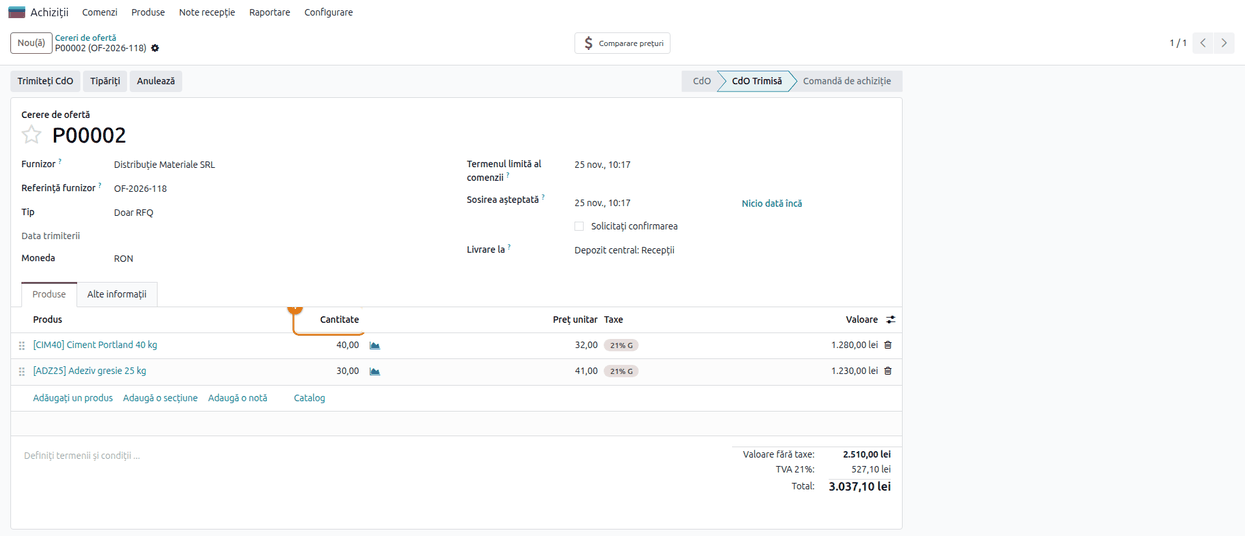 Achiziții Comenzi Produse Note recepție Raportare Configurare
Nou(ă) Cereri de ofertă
P00002 (OF-2026-118)
$ Comparare prețuri
1 / 1
Trimiteți CdO Tipăriți Anulează
CdO CdO Trimisă Comandă de achiziție
Cerere de ofertă
P00002
Furnizor ? Distribuție Materiale SRL
Referință furnizor ? OF-2026-118
Tip Doar RFQ
Data trimiterii
Moneda RON
Termenul limită al comenzii ? 25 nov., 10:17
Sosirea așteptată ? 25 nov., 10:17 Nicio dată încă
Solicitați confirmarea
Livrare la ? Depozit central: Recepții
Produse Alte informații
Produs Cantitate Preț unitar Taxe Valoare
[CIM40] Ciment Portland 40 kg 40,00 32,00 21% G 1.280,00 lei
[ADZ25] Adeziv gresie 25 kg 30,00 41,00 21% G 1.230,00 lei
Adăugați un produs Adaugă o secțiune Adaugă o notă Catalog
Definiți termenii și condiții ...
Valoare fără taxe: 2.510,00 lei
TVA 21%: 527,10 lei
Total: 3.037,10 lei